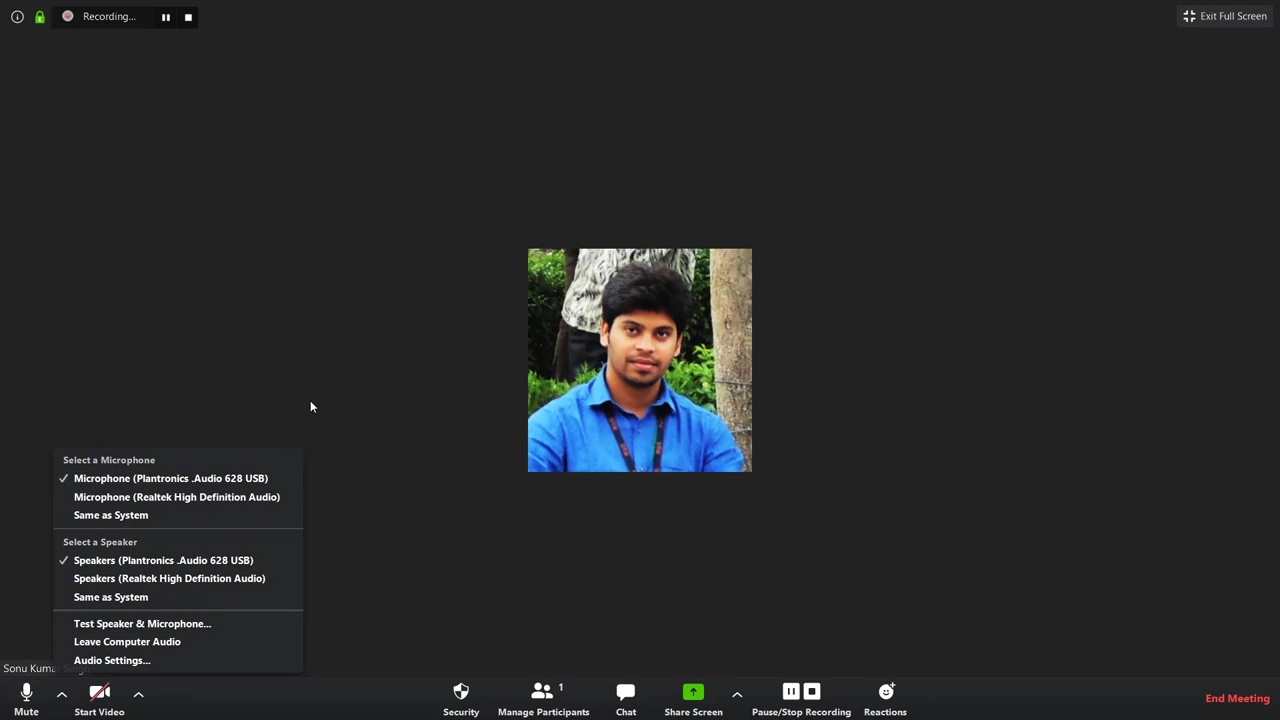 Recording...
Exit Full Screen
Select a Microphone
Microphone (Plantronics .Audio 628 USB)
Microphone (Realtek High Definition Audio)
Same as System
Select a Speaker
Speakers (Plantronics .Audio 628 USB)
Speakers (Realtek High Definition Audio)
Same as System
Test Speaker & Microphone...
Leave Computer Audio
Audio Settings...
Sonu Kumar Singh
Mute
Start Video
Security
Manage Participants 1
Chat
Share Screen
Pause/Stop Recording
Reactions
End Meeting